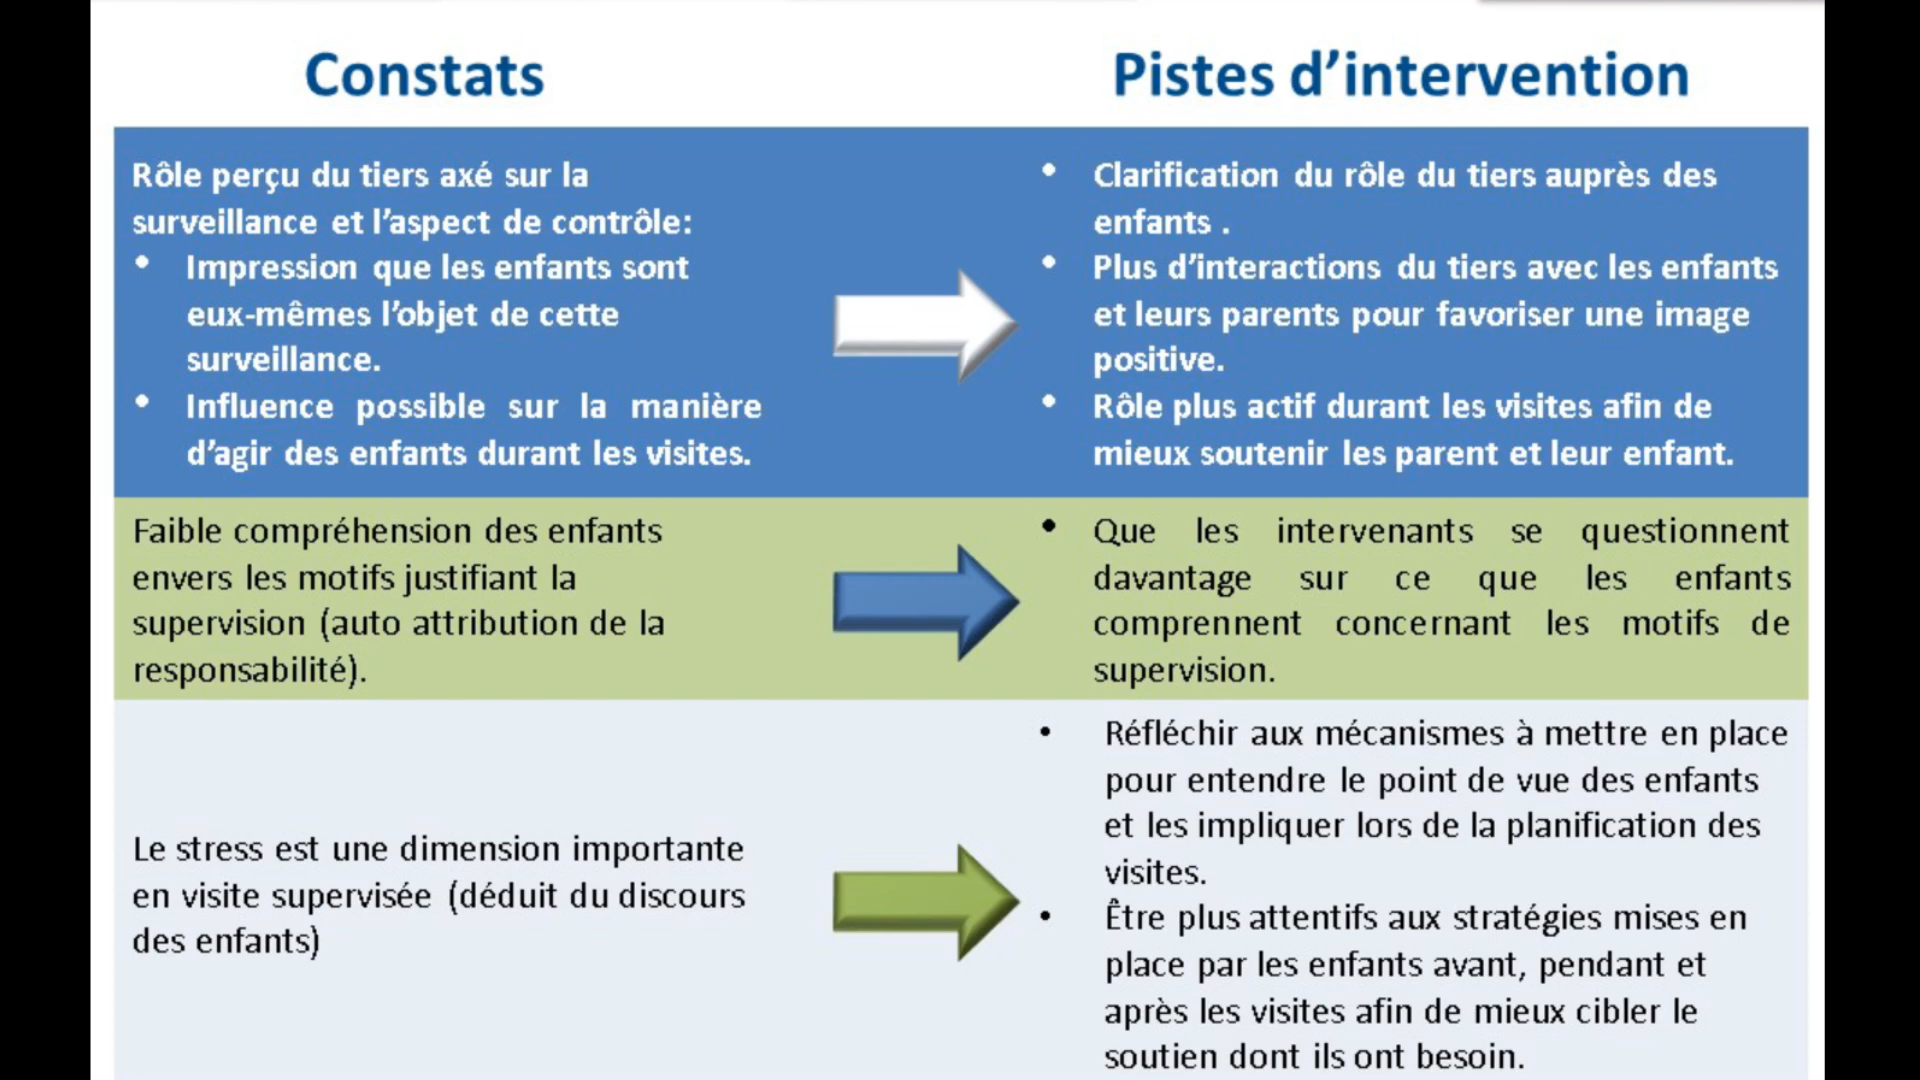 Constats
Pistes d’intervention
Rôle perçu du tiers axé sur la
surveillance et l’aspect de contrôle:
• Impression que les enfants sont
eux-mêmes l’objet de cette
surveillance.
• Influence possible sur la manière
d’agir des enfants durant les visites.
• Clarification du rôle du tiers auprès des
enfants .
• Plus d’interactions du tiers avec les enfants
et leurs parents pour favoriser une image
positive.
• Rôle plus actif durant les visites afin de
mieux soutenir les parent et leur enfant.
Faible compréhension des enfants
envers les motifs justifiant la
supervision (auto attribution de la
responsabilité).
• Que les intervenants se questionnent
davantage sur ce que les enfants
comprennent concernant les motifs de
supervision.
Le stress est une dimension importante
en visite supervisée (déduit du discours
des enfants)
• Réfléchir aux mécanismes à mettre en place
pour entendre le point de vue des enfants
et les impliquer lors de la planification des
visites.
• Être plus attentifs aux stratégies mises en
place par les enfants avant, pendant et
après les visites afin de mieux cibler le
soutien dont ils ont besoin.